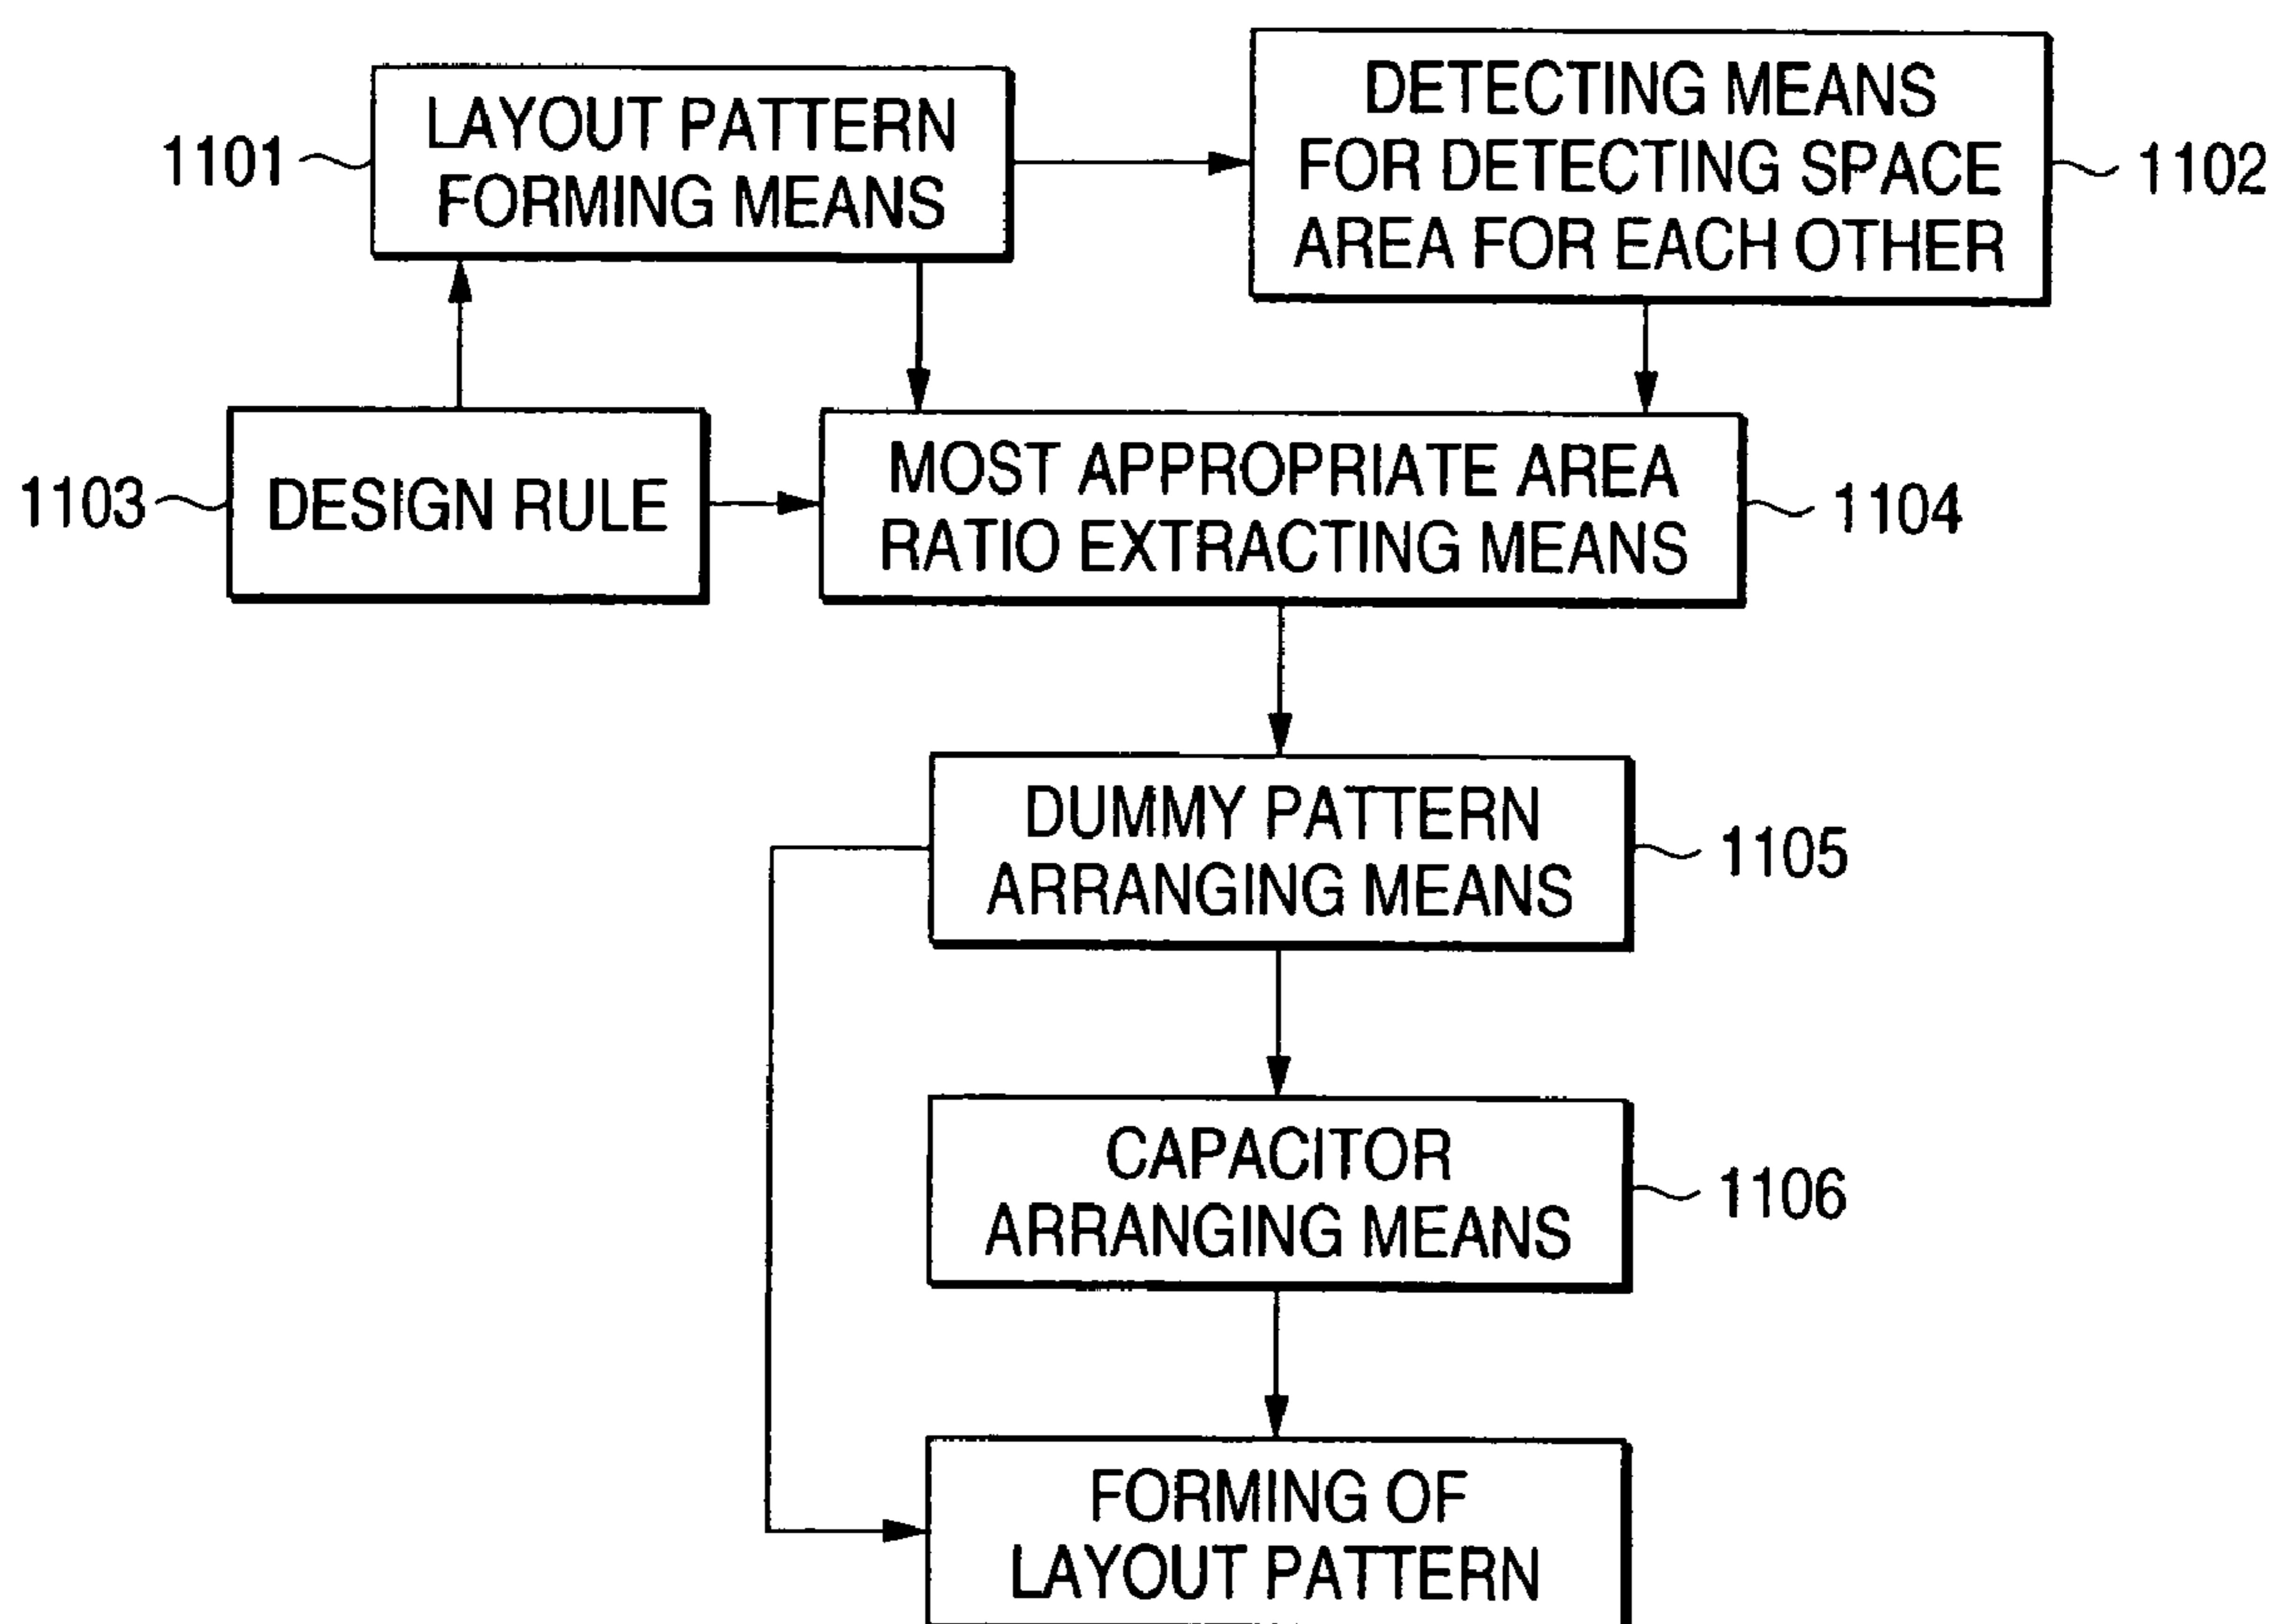 1101
LAYOUT PATTERN
FORMING MEANS
DETECTING MEANS
FOR DETECTING SPACE
AREA FOR EACH OTHER
1102
1103
DESIGN RULE
MOST APPROPRIATE AREA
RATIO EXTRACTING MEANS
1104
DUMMY PATTERN
ARRANGING MEANS
1105
CAPACITOR
ARRANGING MEANS
1106
FORMING OF
LAYOUT PATTERN